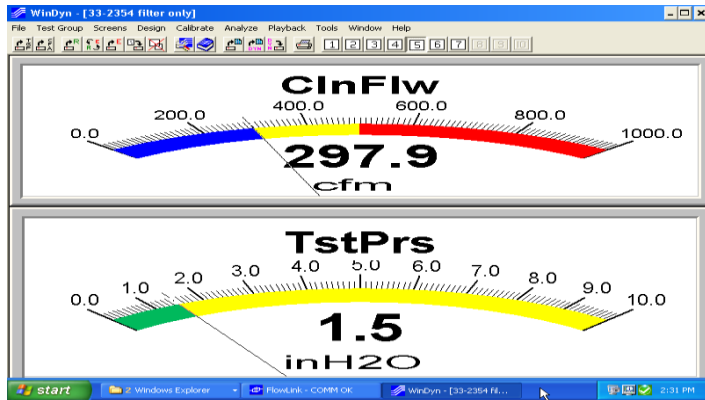 WinDyn - [33-2354 filter only]
File Test Group Screens Design Calibrate Analyze Playback Tools Window Help
1 2 3 4 5 6 7 8 9 10
ClnFlw
0.0 200.0 400.0 600.0 800.0 1000.0
297.9
cfm
TstPrs
0.0 1.0 2.0 3.0 4.0 5.0 6.0 7.0 8.0 9.0 10.0
1.5
inH2O
start 2 Windows Explorer FlowLink - COMM OK WinDyn - [33-2354 fil... 2:31 PM